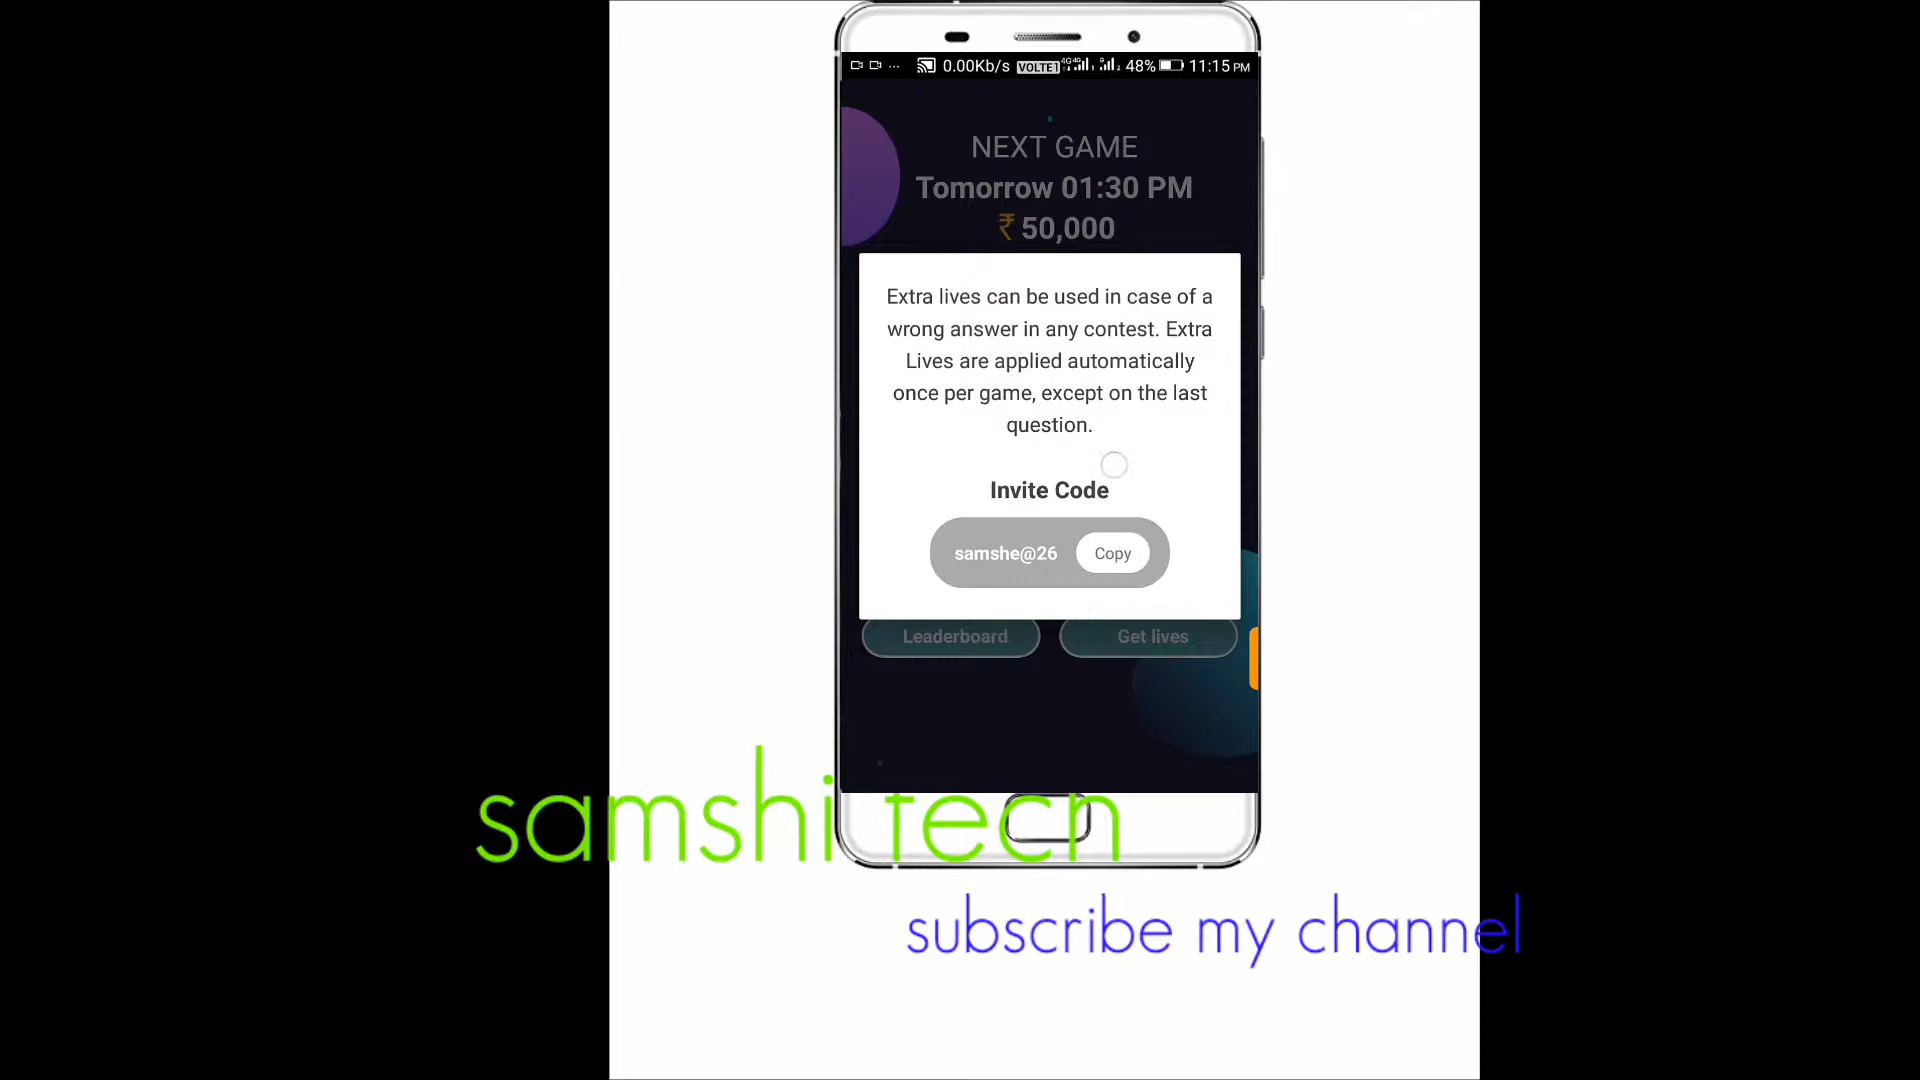 0.00Kb/s VOLTE1 48% 11:15 PM
NEXT GAME
Tomorrow 01:30 PM
₹ 50,000
Extra lives can be used in case of a
wrong answer in any contest. Extra
Lives are applied automatically
once per game, except on the last
question.
Invite Code
samshe@26 Copy
Leaderboard Get lives
samshi tech
subscribe my channel